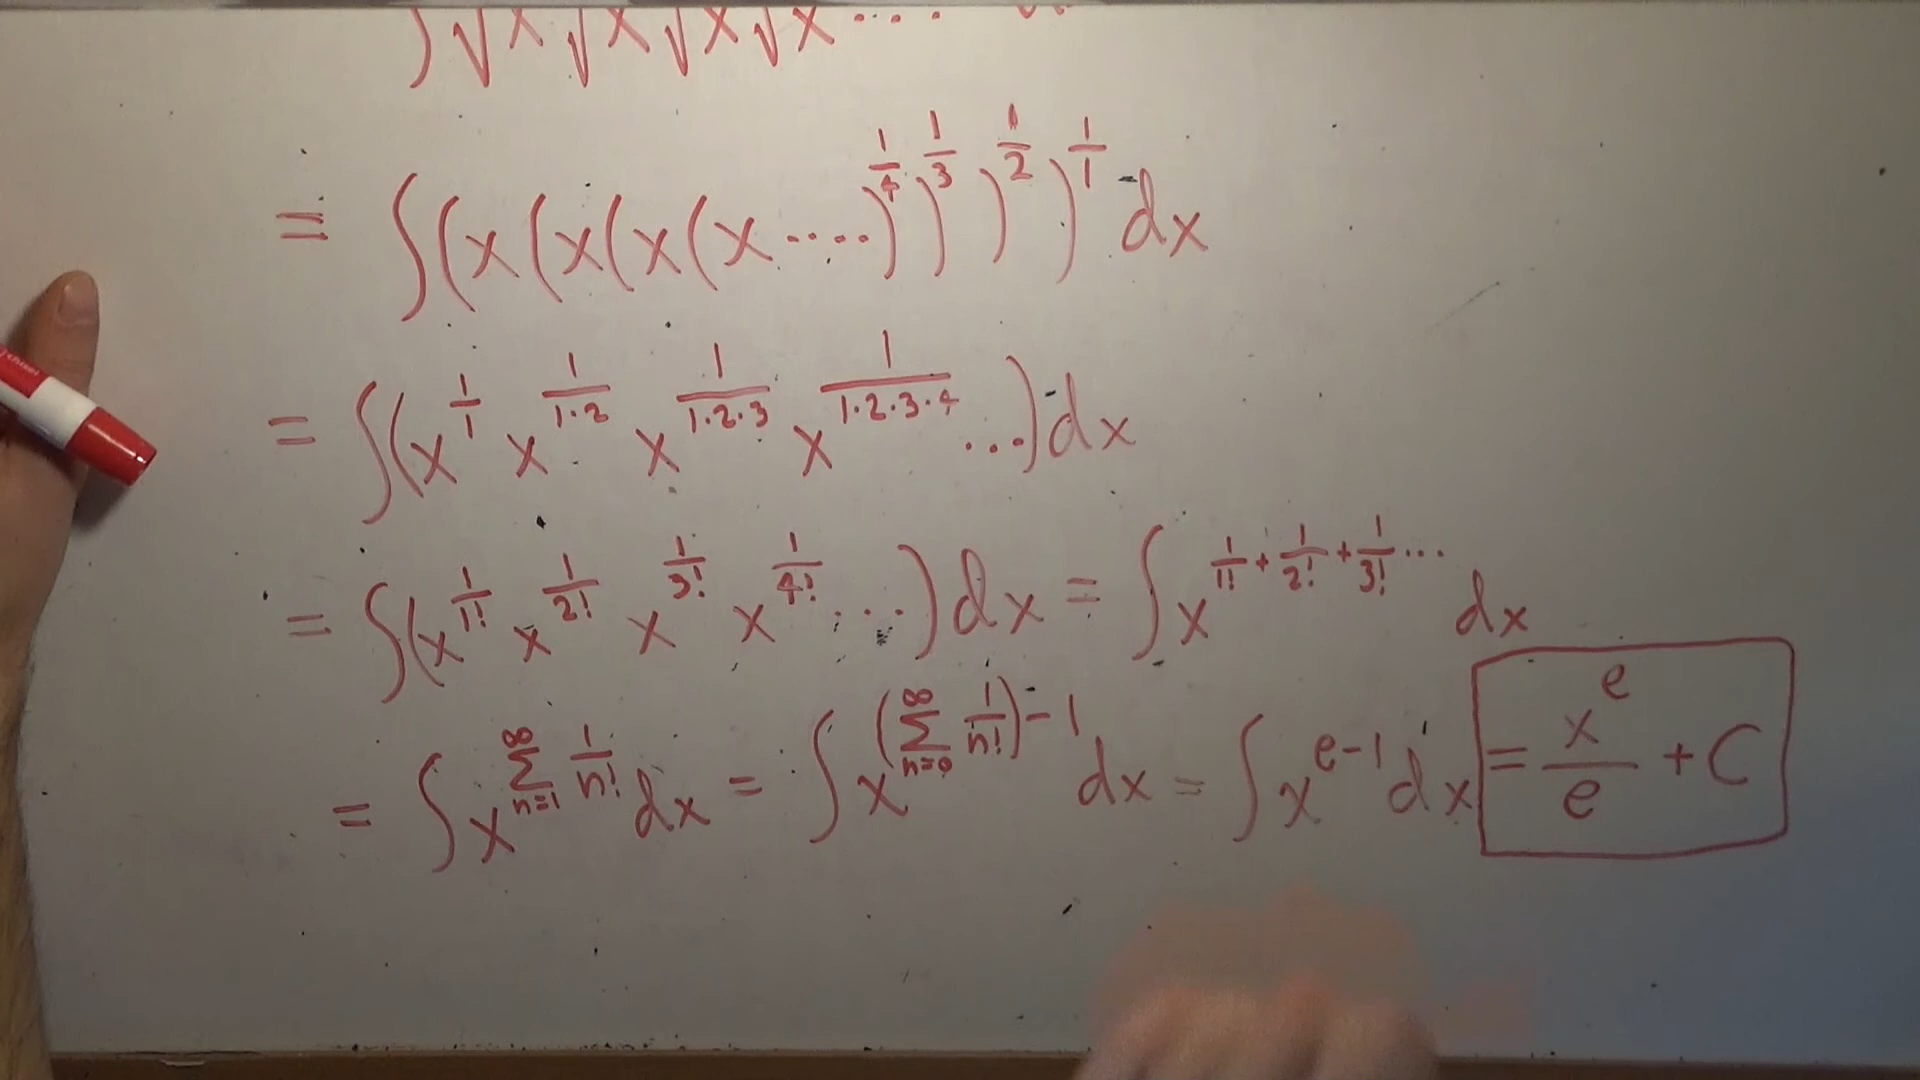 ∫√x√x√x√x....
= ∫(x(x(x(x....)^(1/4))^(1/3))^(1/2))^(1/1) dx
= ∫(x^(1/1) x^(1/(1·2)) x^(1/(1·2·3)) x^(1/(1·2·3·4)) ...)dx
= ∫(x^(1/1!) x^(1/2!) x^(1/3!) x^(1/4!) ....)dx = ∫x^(1/1! + 1/2! + 1/3! ...) dx
= ∫x^(∑_(n=1)^∞ 1/n!) dx = ∫x^((∑_(n=0)^∞ 1/n!) - 1) dx = ∫x^(e-1) dx = x^e/e + C